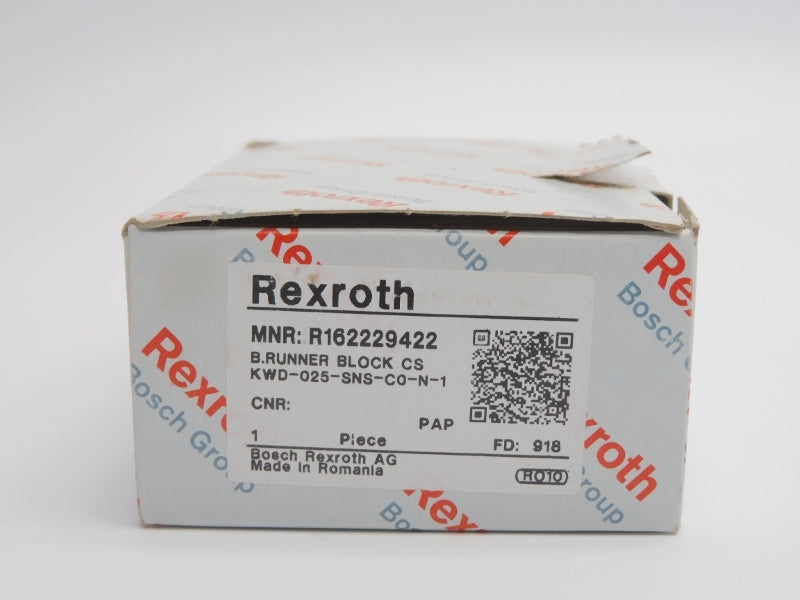 Rexroth
Rexroth
Bosch Group
Rexroth
MNR: R162229422
B.RUNNER BLOCK CS
KWD-025-SNS-C0-N-1
CNR:
PAP
1 Piece
FD: 918
Bosch Rexroth AG
Made in Romania
RO10
Rexroth
Bosch Group
Bosch
Group